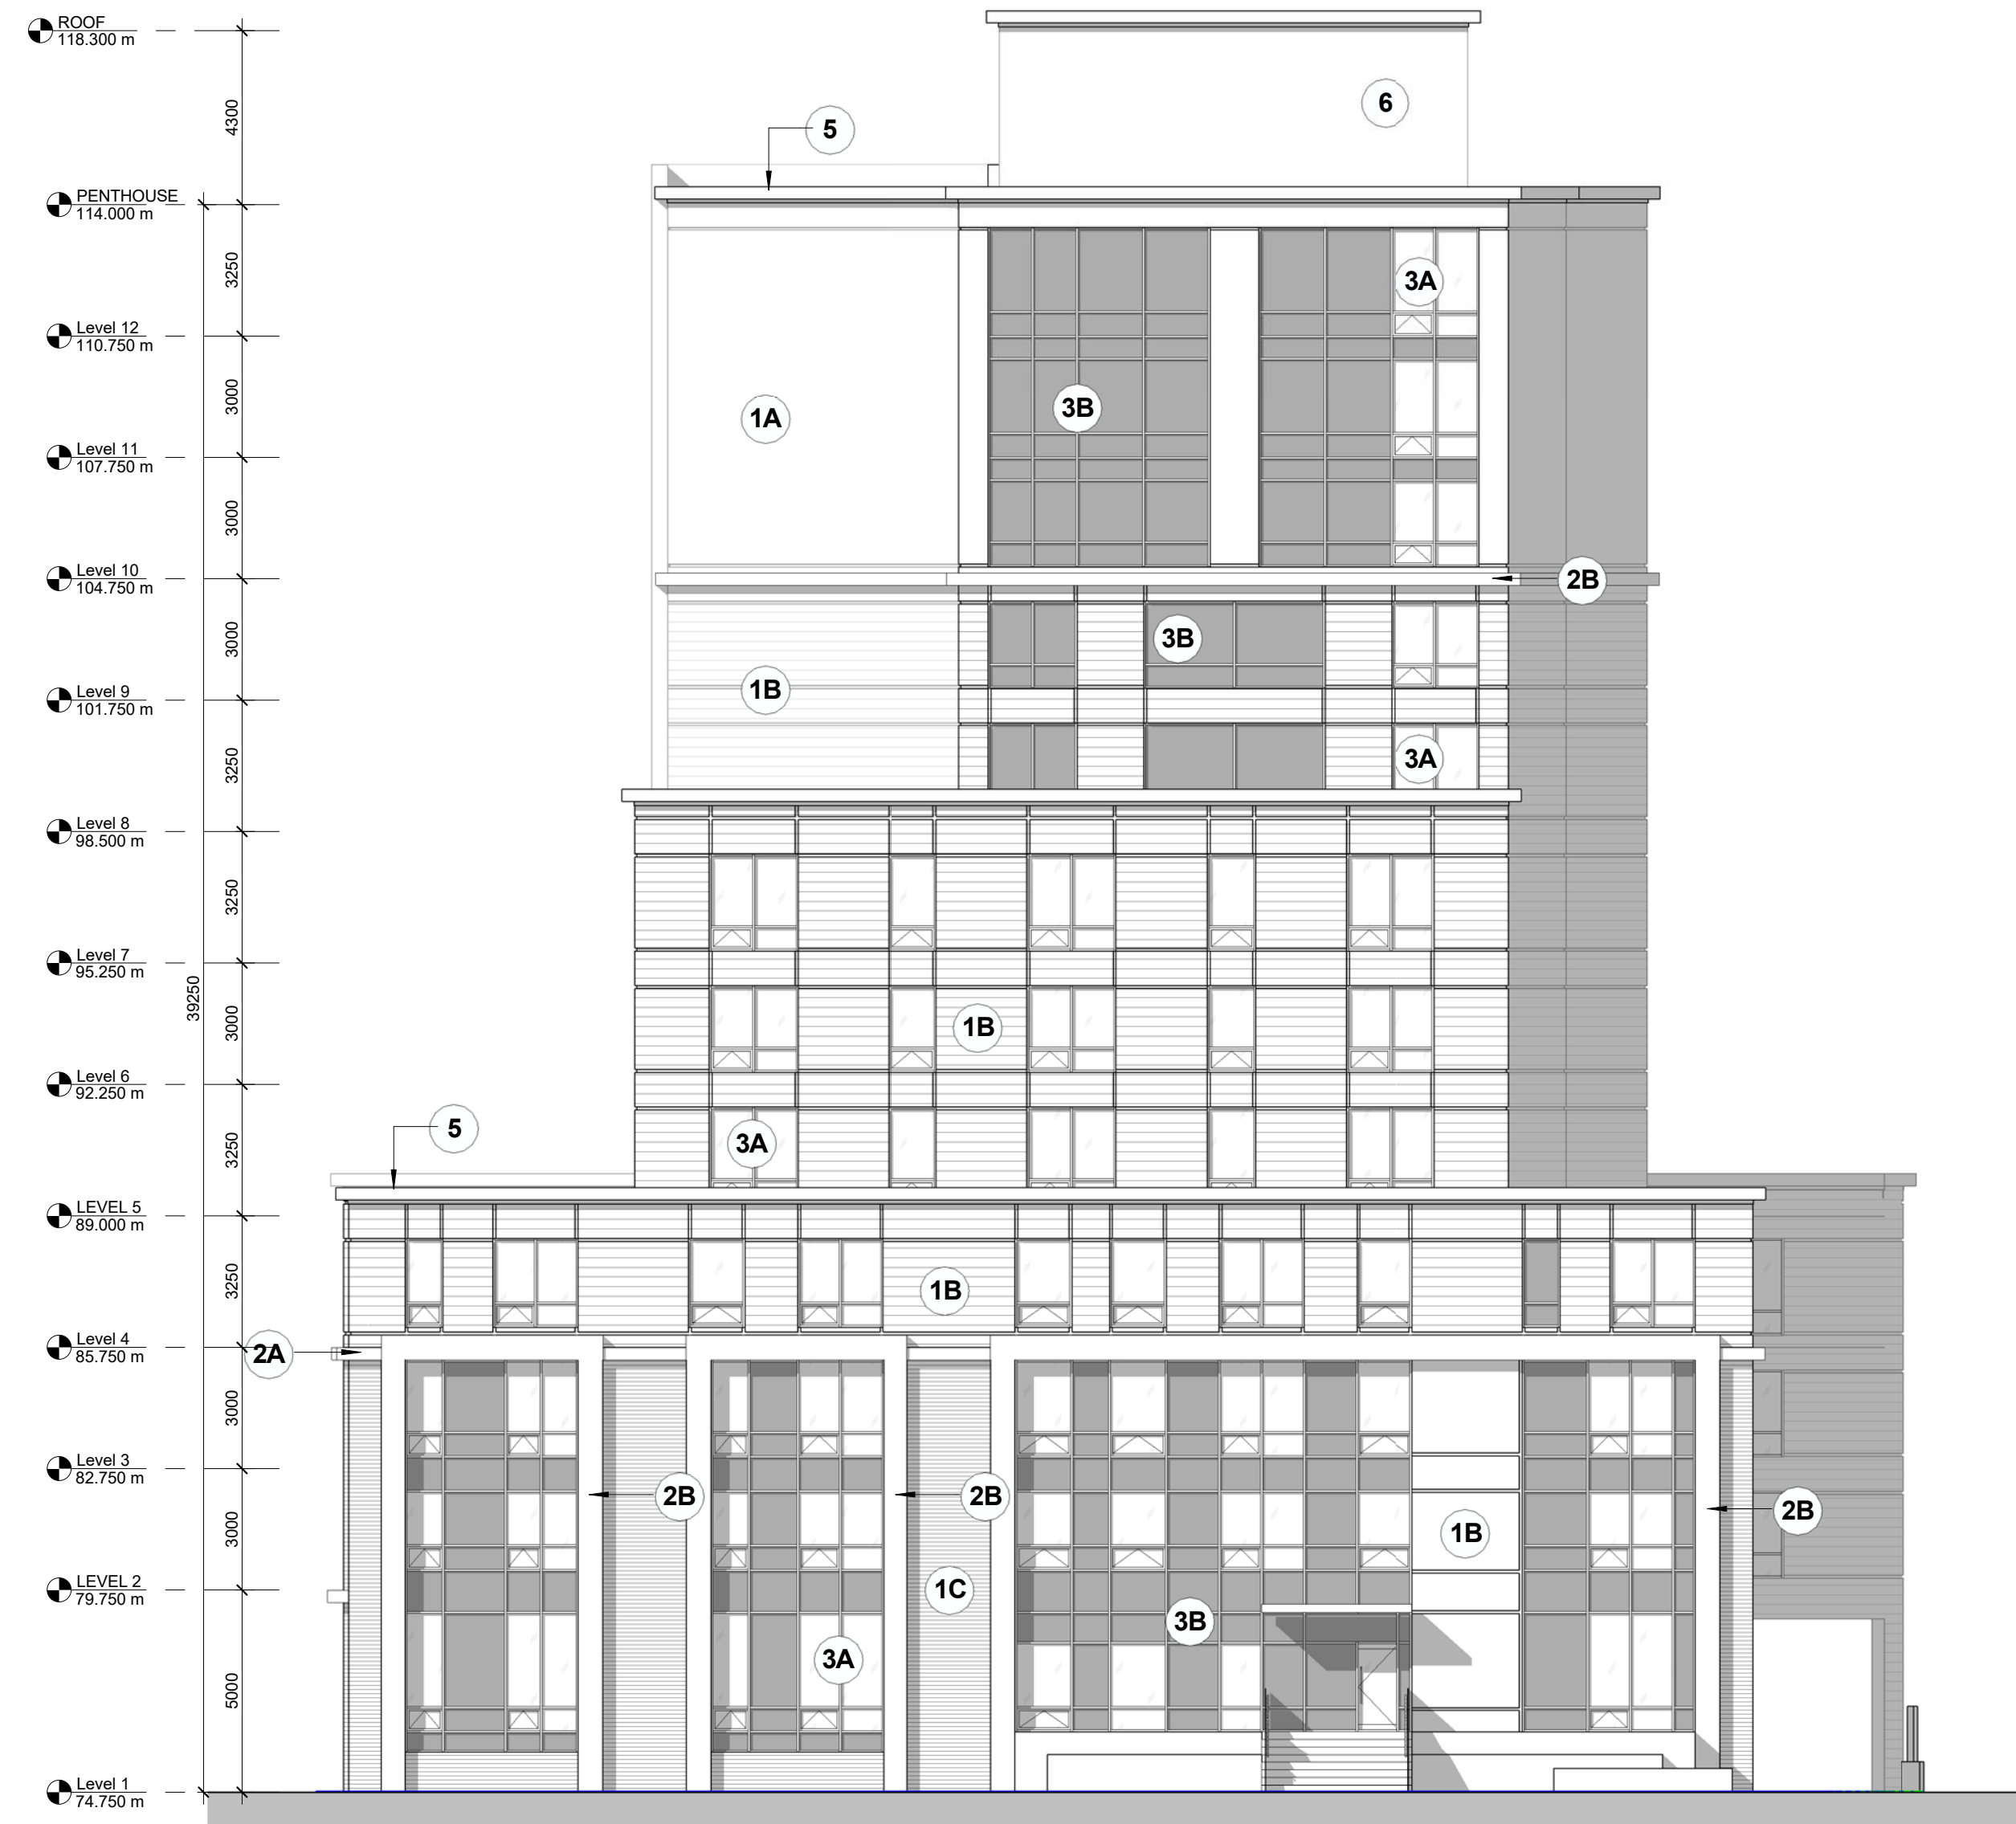 ROOF
118.300 m
4300
6
5
PENTHOUSE
114.000 m
3250
3A
Level 12
110.750 m
3000
3B
1A
Level 11
107.750 m
3000
Level 10
104.750 m
2B
3000
3B
1B
Level 9
101.750 m
3250
3A
Level 8
98.500 m
3250
Level 7
95.250 m
39250
3000
1B
Level 6
92.250 m
3250
5
3A
LEVEL 5
89.000 m
3250
1B
Level 4
85.750 m
2A
3000
Level 3
82.750 m
2B
2B
2B
3000
1B
LEVEL 2
79.750 m
1C
3B
3A
5000
Level 1
74.750 m